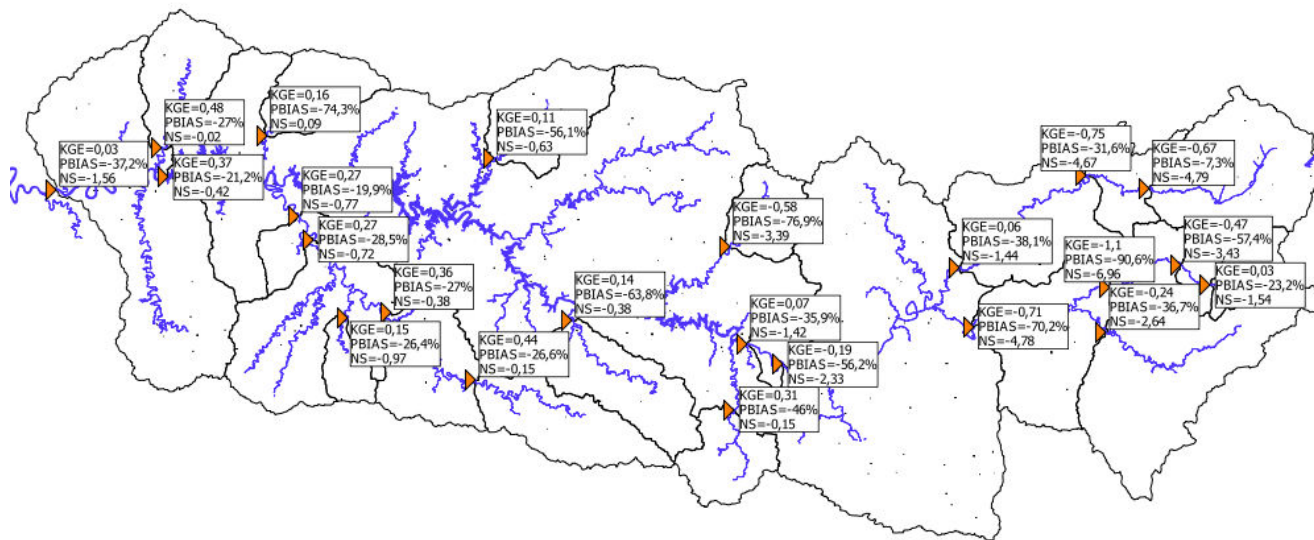 KGE=0,48
PBIAS=-27%
NS=-0,02
KGE=0,16
PBIAS=-74,3%
NS=0,09
KGE=0,11
PBIAS=-56,1%
NS=-0,63
KGE=0,03
PBIAS=-37,2%
NS=-1,56
KGE=0,37
PBIAS=-21,2%
NS=-0,42
KGE=0,27
PBIAS=-19,9%
NS=-0,77
KGE=0,27
PBIAS=-28,5%
NS=-0,72
KGE=0,36
PBIAS=-27%
NS=-0,38
KGE=0,15
PBIAS=-26,4%
NS=-0,97
KGE=0,44
PBIAS=-26,6%
NS=-0,15
KGE=0,14
PBIAS=-63,8%
NS=-0,38
KGE=-0,58
PBIAS=-76,9%
NS=-3,39
KGE=0,07
PBIAS=-35,9%
NS=-1,42
KGE=-0,19
PBIAS=-56,2%
NS=-2,33
KGE=0,31
PBIAS=-46%
NS=-0,15
KGE=-0,75
PBIAS=-31,6%
NS=-4,67
KGE=-0,67
PBIAS=-7,3%
NS=-4,79
KGE=0,06
PBIAS=-38,1%
NS=-1,44
KGE=-0,47
PBIAS=-57,4%
NS=-3,43
KGE=-1,1
PBIAS=-90,6%
NS=-6,96
KGE=0,03
PBIAS=-23,2%
NS=-1,54
KGE=-0,24
PBIAS=-36,7%
NS=-2,64
KGE=-0,71
PBIAS=-70,2%
NS=-4,78